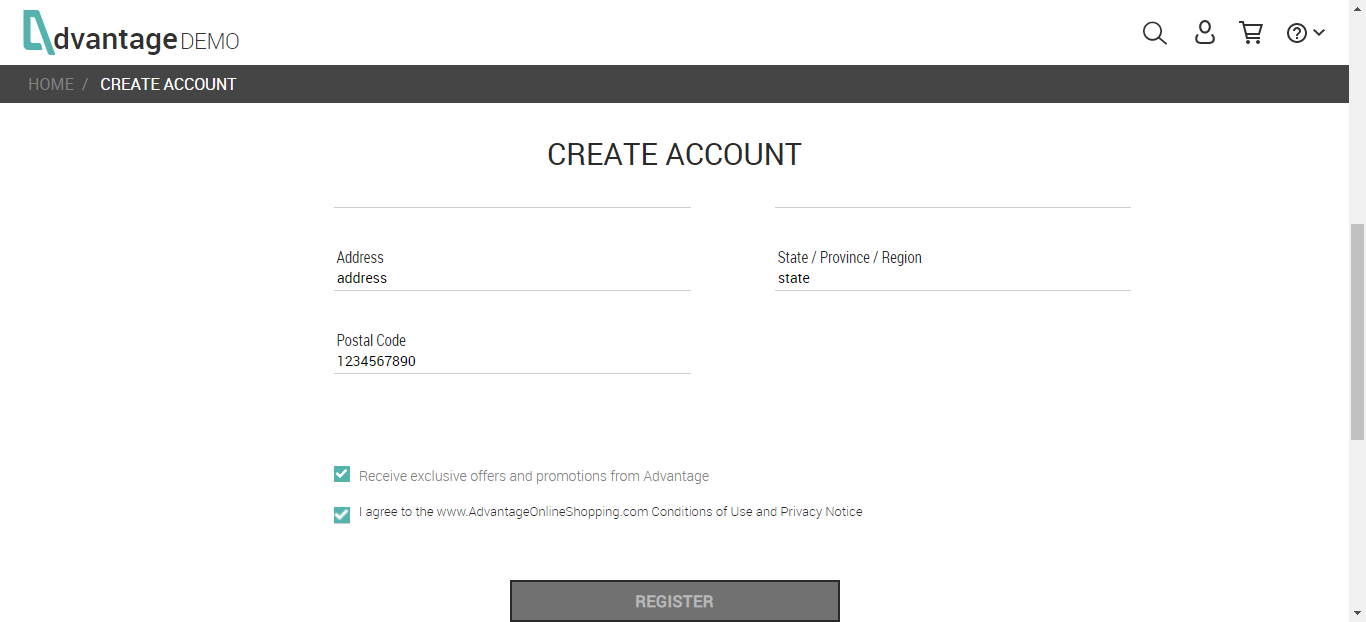 dvantage DEMO
HOME / CREATE ACCOUNT
CREATE ACCOUNT
Address
address
State / Province / Region
state
Postal Code
1234567890
Receive exclusive offers and promotions from Advantage
I agree to the www.AdvantageOnlineShopping.com Conditions of Use and Privacy Notice
REGISTER